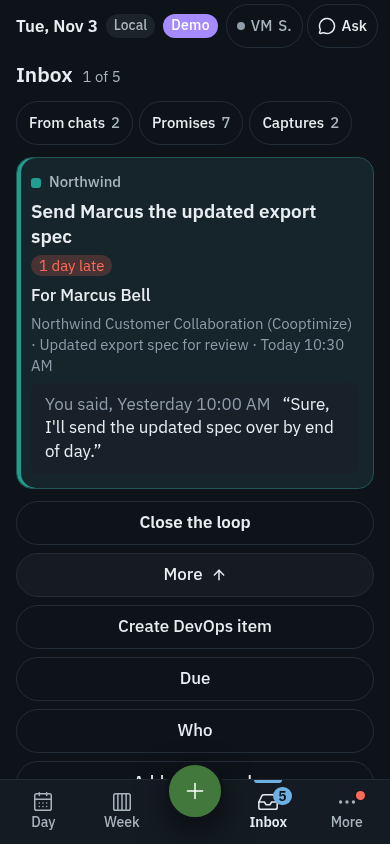 Tue, Nov 3 Local Demo VM S. Ask
Inbox 1 of 5
From chats 2 Promises 7 Captures 2
Northwind
Send Marcus the updated export
spec
1 day late
For Marcus Bell
Northwind Customer Collaboration (Cooptimize)
· Updated export spec for review · Today 10:30
AM
You said, Yesterday 10:00 AM “Sure,
I'll send the updated spec over by end
of day.”
Close the loop
More ↑
Create DevOps item
Due
Who
Day Week + Inbox 5 More